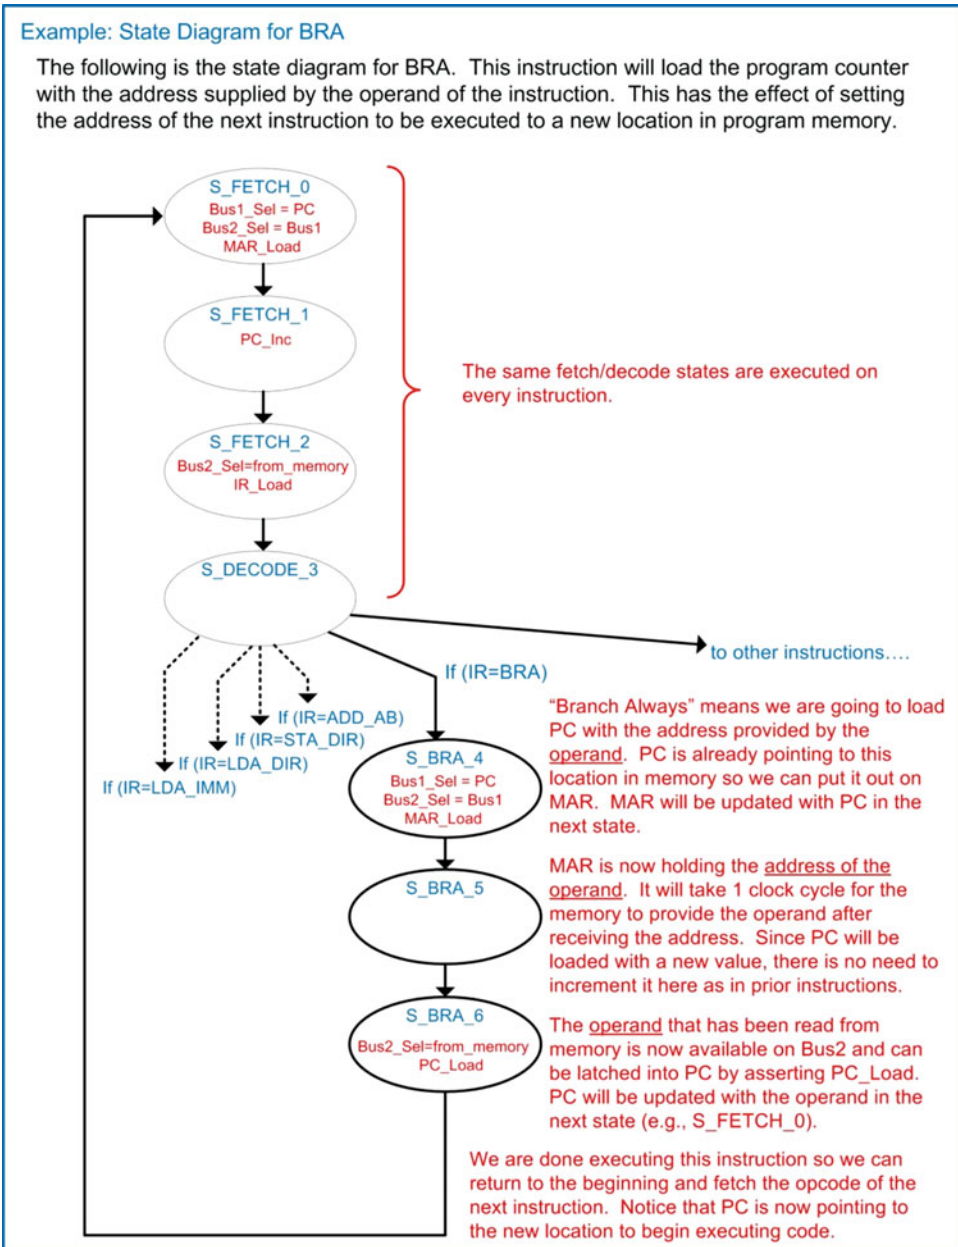 Example: State Diagram for BRA
The following is the state diagram for BRA.  This instruction will load the program counter
with the address supplied by the operand of the instruction.  This has the effect of setting
the address of the next instruction to be executed to a new location in program memory.
S_FETCH_0
Bus1_Sel = PC
Bus2_Sel = Bus1
MAR_Load
S_FETCH_1
PC_Inc
The same fetch/decode states are executed on
every instruction.
S_FETCH_2
Bus2_Sel=from_memory
IR_Load
S_DECODE_3
to other instructions....
If (IR=BRA)
If (IR=ADD_AB)
If (IR=STA_DIR)
If (IR=LDA_DIR)
If (IR=LDA_IMM)
S_BRA_4
Bus1_Sel = PC
Bus2_Sel = Bus1
MAR_Load
“Branch Always” means we are going to load
PC with the address provided by the
operand.  PC is already pointing to this
location in memory so we can put it out on
MAR.  MAR will be updated with PC in the
next state.
S_BRA_5
MAR is now holding the address of the
operand.  It will take 1 clock cycle for the
memory to provide the operand after
receiving the address.  Since PC will be
loaded with a new value, there is no need to
increment it here as in prior instructions.
S_BRA_6
Bus2_Sel=from_memory
PC_Load
The operand that has been read from
memory is now available on Bus2 and can
be latched into PC by asserting PC_Load.
PC will be updated with the operand in the
next state (e.g., S_FETCH_0).
We are done executing this instruction so we can
return to the beginning and fetch the opcode of the
next instruction.  Notice that PC is now pointing to
the new location to begin executing code.